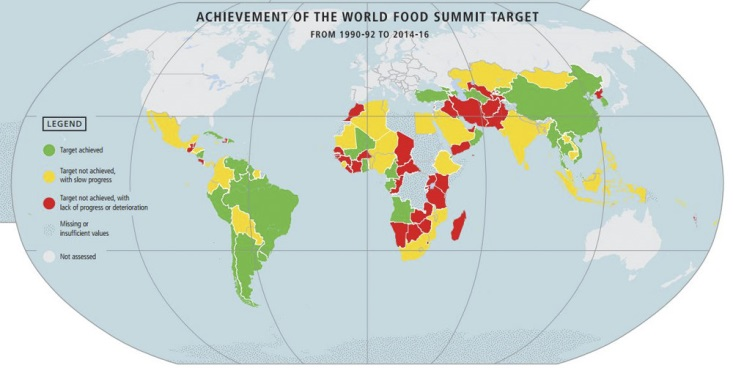 ACHIEVEMENT OF THE WORLD FOOD SUMMIT TARGET
FROM 1990-92 TO 2014-16
LEGEND
Target achieved
Target not achieved,
with slow progress
Target not achieved, with
lack of progress or deterioration
Missing or
insufficient values
Not assessed